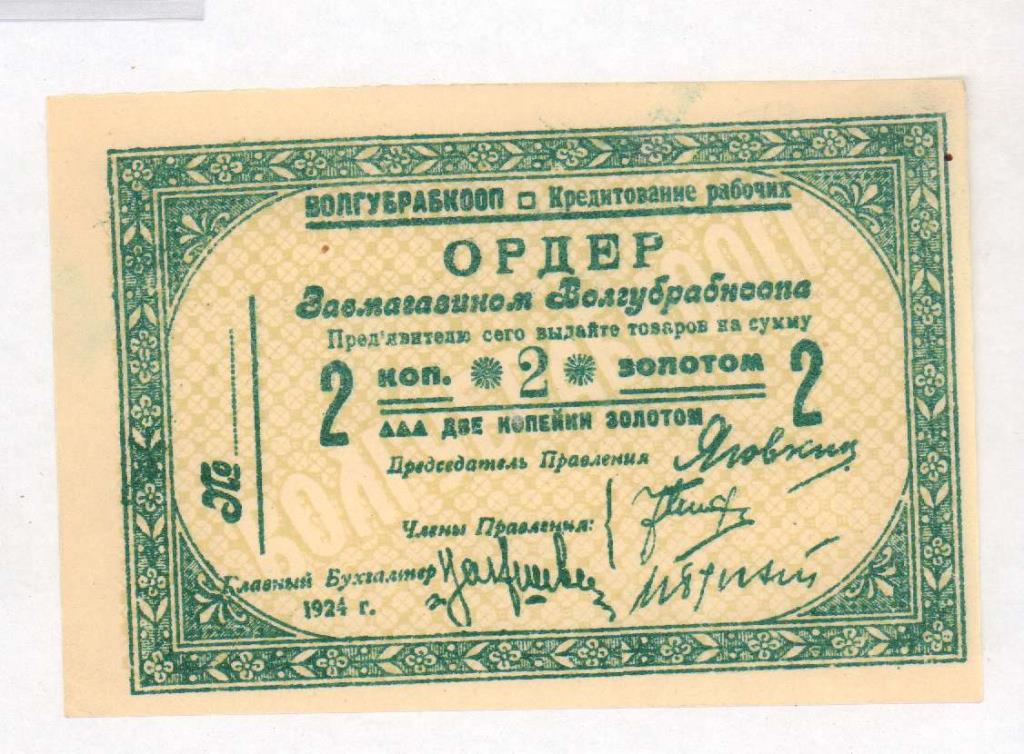 ВОЛГУБРАБКООП □ Кредитование рабочих
ОРДЕР
Завмагазином Волгубрабкоопа
Пред'явителю сего выдайте товаров на сумму
2 КОП. 2 ЗОЛОТОМ 2
ДВЕ КОПЕЙКИ ЗОЛОТОМ
Председатель Правления
№
Члены Правления:
Главный Бухгалтер
1924 г.